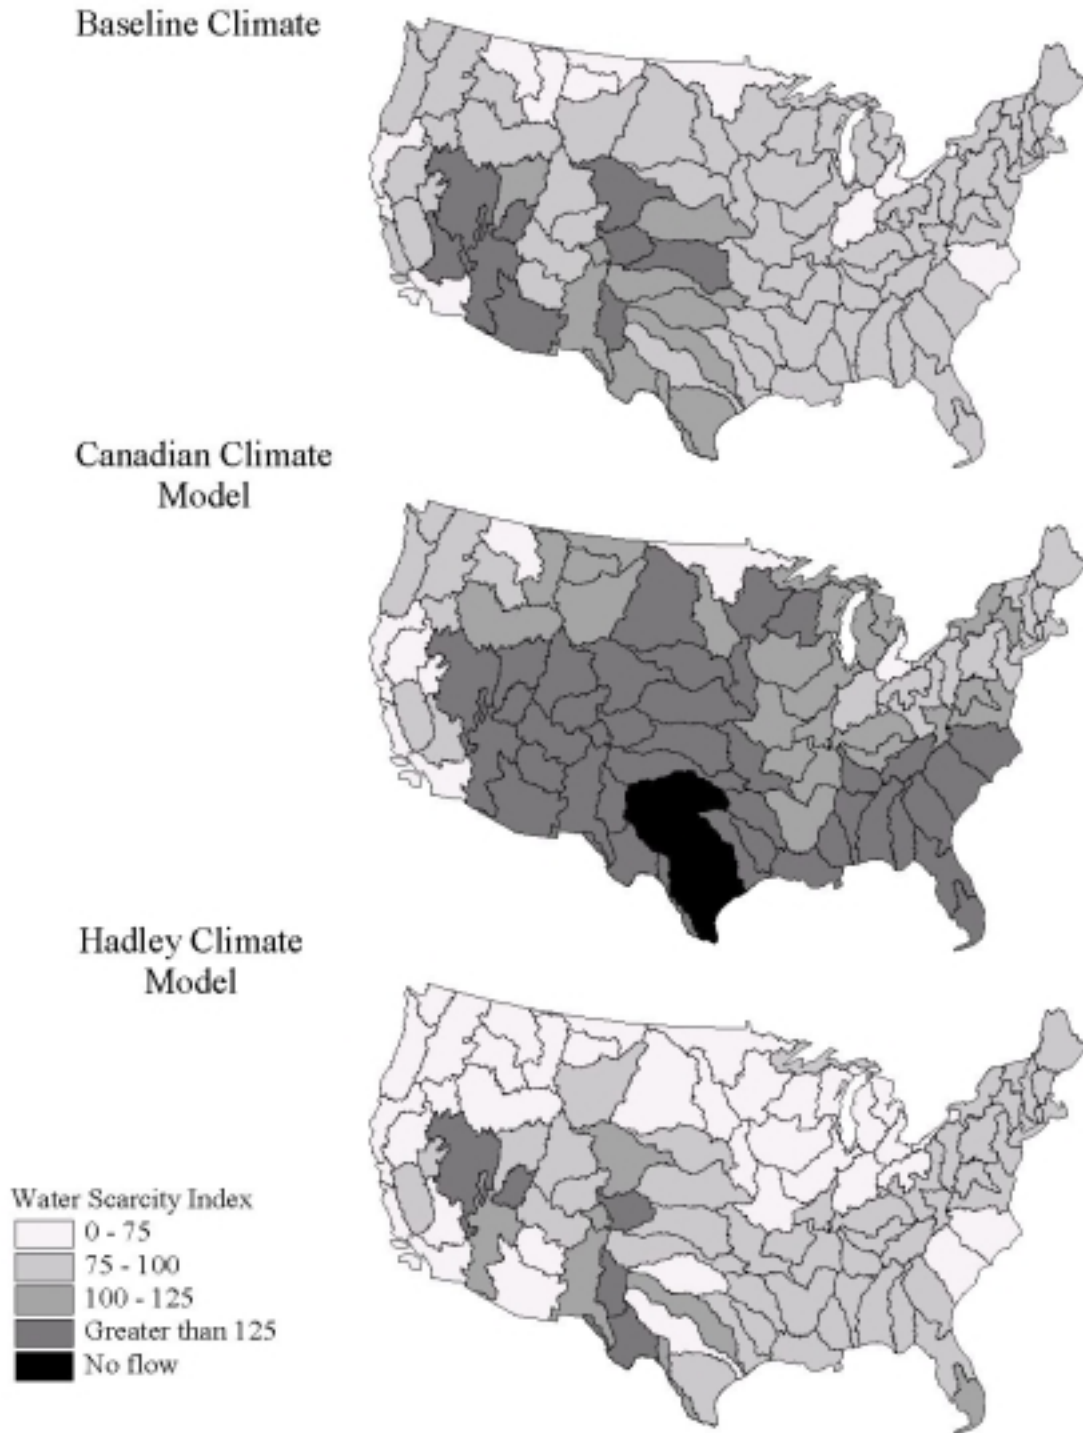 Baseline Climate
Canadian Climate
Model
Hadley Climate
Model
Water Scarcity Index
0 - 75
75 - 100
100 - 125
Greater than 125
No flow